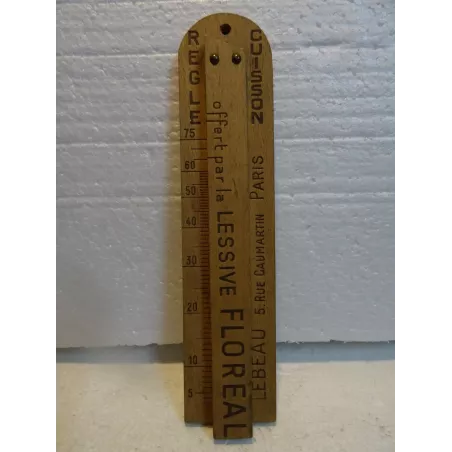 REGLE
CUISSON
offert par la LESSIVE FLOREAL
LEBEAU 5 RUE CAUMARTIN PARIS
75
60
50
40
30
20
10
5